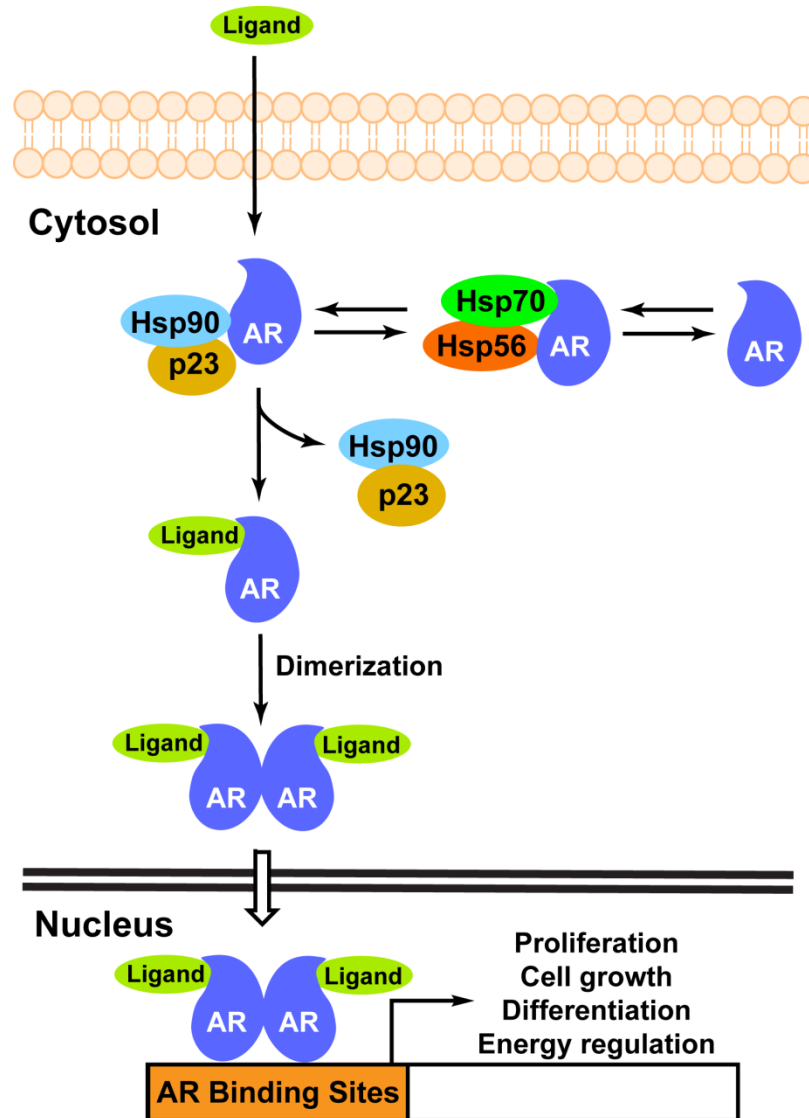 Ligand
Cytosol
Hsp90
p23
AR
Hsp70
Hsp56
AR
AR
Hsp90
p23
Ligand
AR
Dimerization
Ligand
Ligand
AR
AR
Nucleus
Proliferation
Cell growth
Differentiation
Energy regulation
Ligand
Ligand
AR
AR
AR Binding Sites